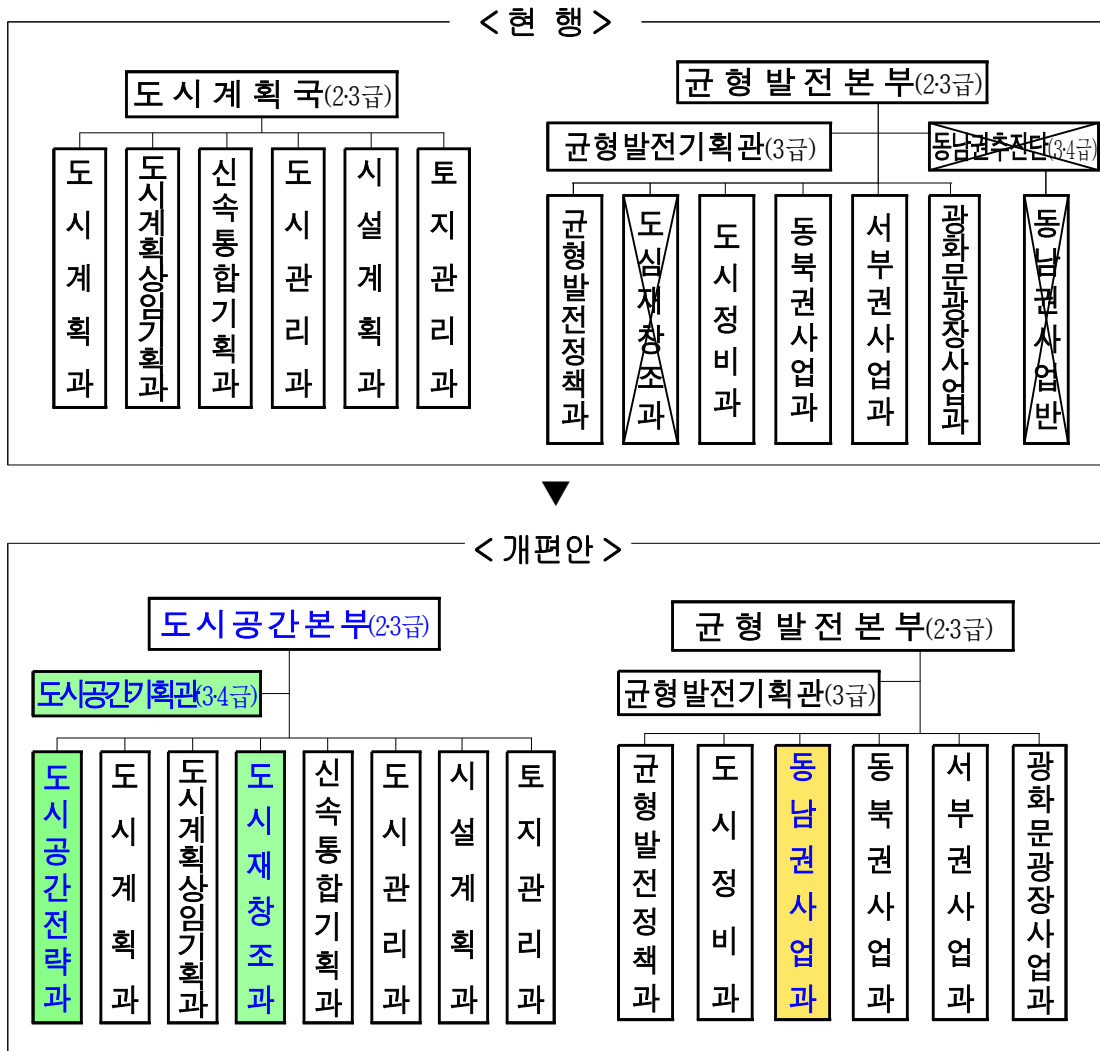 < 현 행 >
도시계획국(2·3급)
균형발전본부(2·3급)
균형발전기획관(3급)
동남권추진단(3·4급)
도시계획과
도시계획상임기획과
신속통합기획과
도시관리과
시설계획과
토지관리과
균형발전정책과
도심재창조과
도시정비과
동북권사업과
서부권사업과
광화문광장사업과
동남권사업반
▼
< 개편안 >
도시공간본부(2·3급)
균형발전본부(2·3급)
도시공간기획관(3·4급)
균형발전기획관(3급)
도시공간전략과
도시계획과
도시계획상임기획과
도시재창조과
신속통합기획과
도시관리과
시설계획과
토지관리과
균형발전정책과
도시정비과
동남권사업과
동북권사업과
서부권사업과
광화문광장사업과